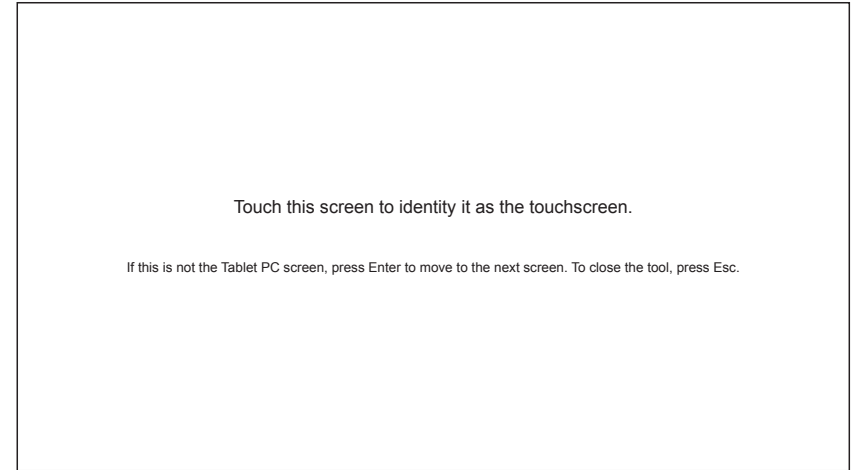 Touch this screen to identity it as the touchscreen.
If this is not the Tablet PC screen, press Enter to move to the next screen. To close the tool, press Esc.